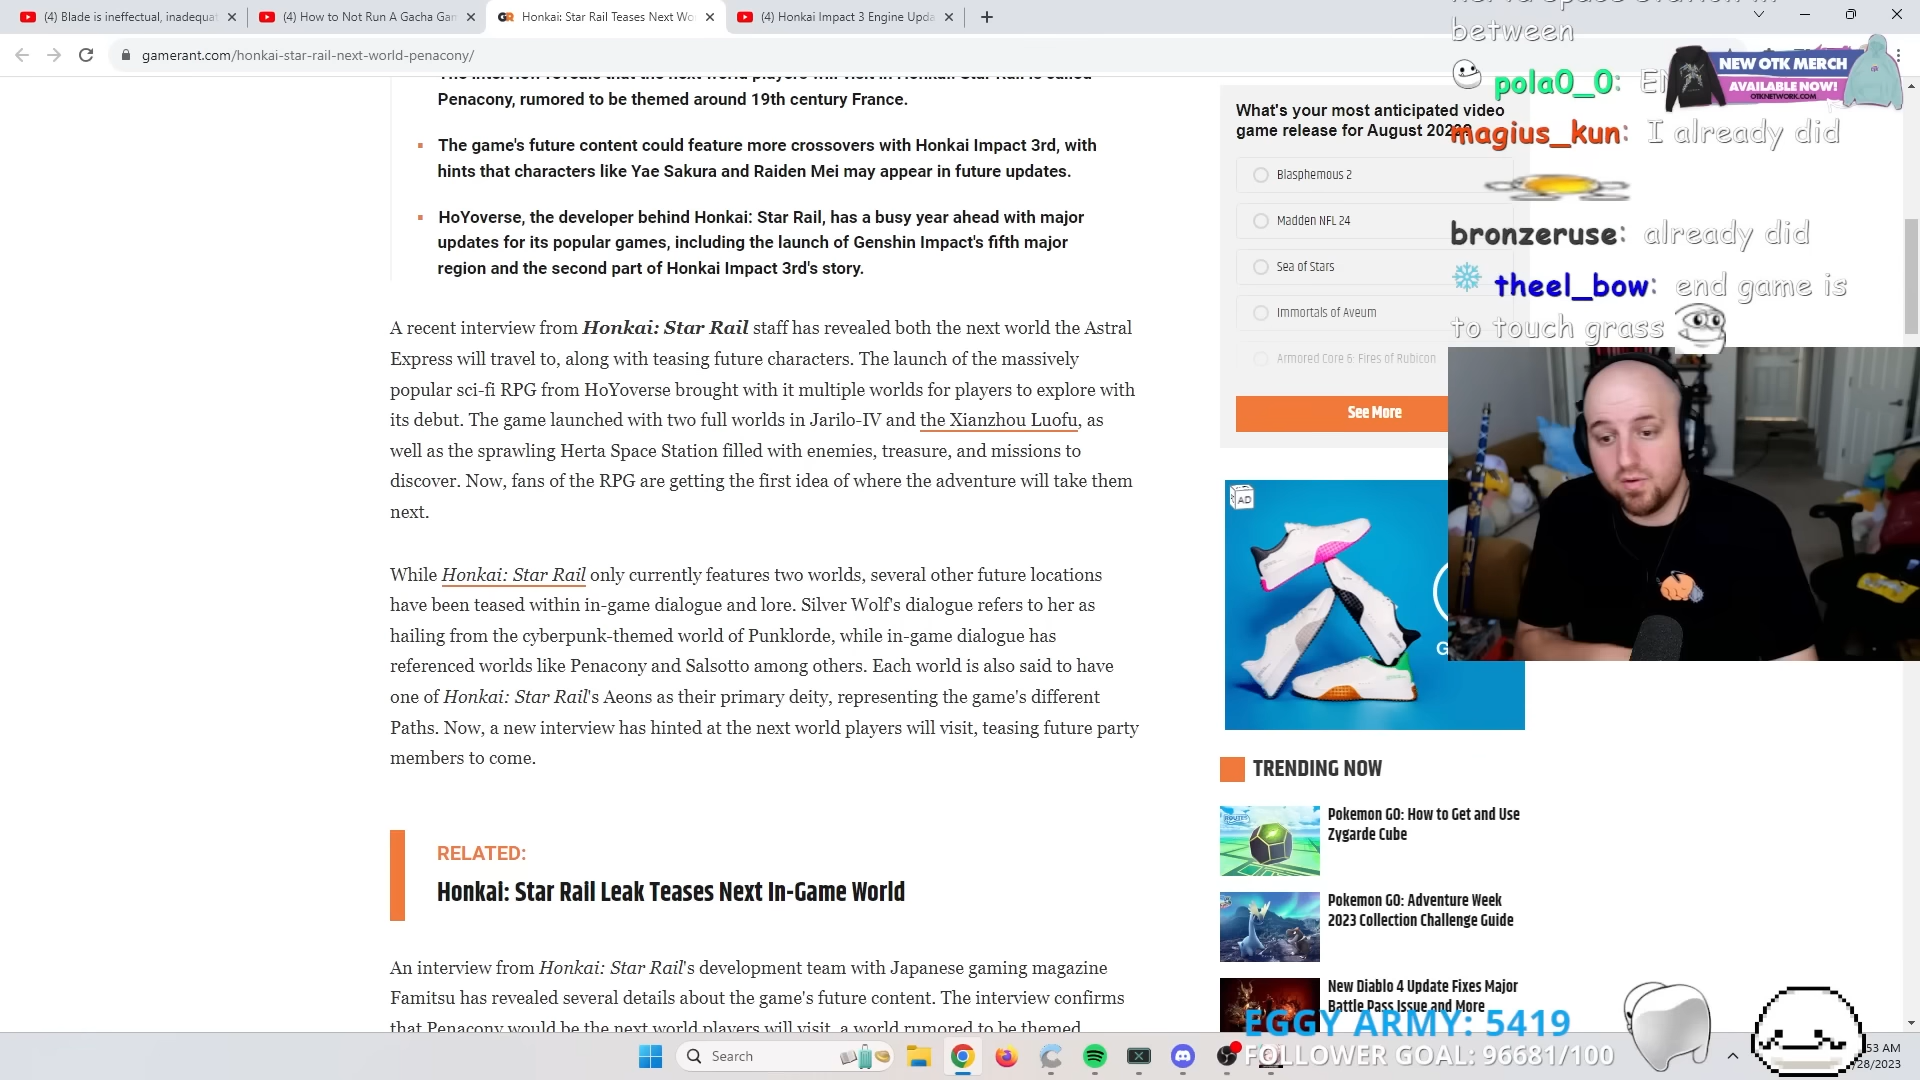 (4) Blade is ineffectual, inadequat
(4) How to Not Run A Gacha Gam
Honkai: Star Rail Teases Next Wo
(4) Honkai Impact 3 Engine Upda
gamerant.com/honkai-star-rail-next-world-penacony/
Penacony, rumored to be themed around 19th century France.
The game's future content could feature more crossovers with Honkai Impact 3rd, with
hints that characters like Yae Sakura and Raiden Mei may appear in future updates.
HoYoverse, the developer behind Honkai: Star Rail, has a busy year ahead with major
updates for its popular games, including the launch of Genshin Impact's fifth major
region and the second part of Honkai Impact 3rd's story.
A recent interview from Honkai: Star Rail staff has revealed both the next world the Astral
Express will travel to, along with teasing future characters. The launch of the massively
popular sci-fi RPG from HoYoverse brought with it multiple worlds for players to explore with
its debut. The game launched with two full worlds in Jarilo-IV and the Xianzhou Luofu, as
well as the sprawling Herta Space Station filled with enemies, treasure, and missions to
discover. Now, fans of the RPG are getting the first idea of where the adventure will take them
next.
While Honkai: Star Rail only currently features two worlds, several other future locations
have been teased within in-game dialogue and lore. Silver Wolf's dialogue refers to her as
hailing from the cyberpunk-themed world of Punklorde, while in-game dialogue has
referenced worlds like Penacony and Salsotto among others. Each world is also said to have
one of Honkai: Star Rail's Aeons as their primary deity, representing the game's different
Paths. Now, a new interview has hinted at the next world players will visit, teasing future party
members to come.
RELATED:
Honkai: Star Rail Leak Teases Next In-Game World
An interview from Honkai: Star Rail's development team with Japanese gaming magazine
Famitsu has revealed several details about the game's future content. The interview confirms
that Penacony would be the next world players will visit, a world rumored to be themed
What's your most anticipated video
game release for August
Blasphemous 2
Madden NFL 24
Sea of Stars
Immortals of Aveum
Armored Core 6: Fires of Rubicon
See More
AD
G
TRENDING NOW
Pokemon GO: How to Get and Use
Zygarde Cube
Pokemon GO: Adventure Week
2023 Collection Challenge Guide
New Diablo 4 Update Fixes Major
Battle Pass Issue and More
between
pola0_0:
magius_kun: I already did
bronzeruse: already did
theel_bow: end game is
to touch grass
NEW OTK MERCH
AVAILABLE NOW!
OTKNETWORK.COM
EGGY ARMY: 5419
FOLLOWER GOAL: 96681/100
Search
53 AM
/28/2023